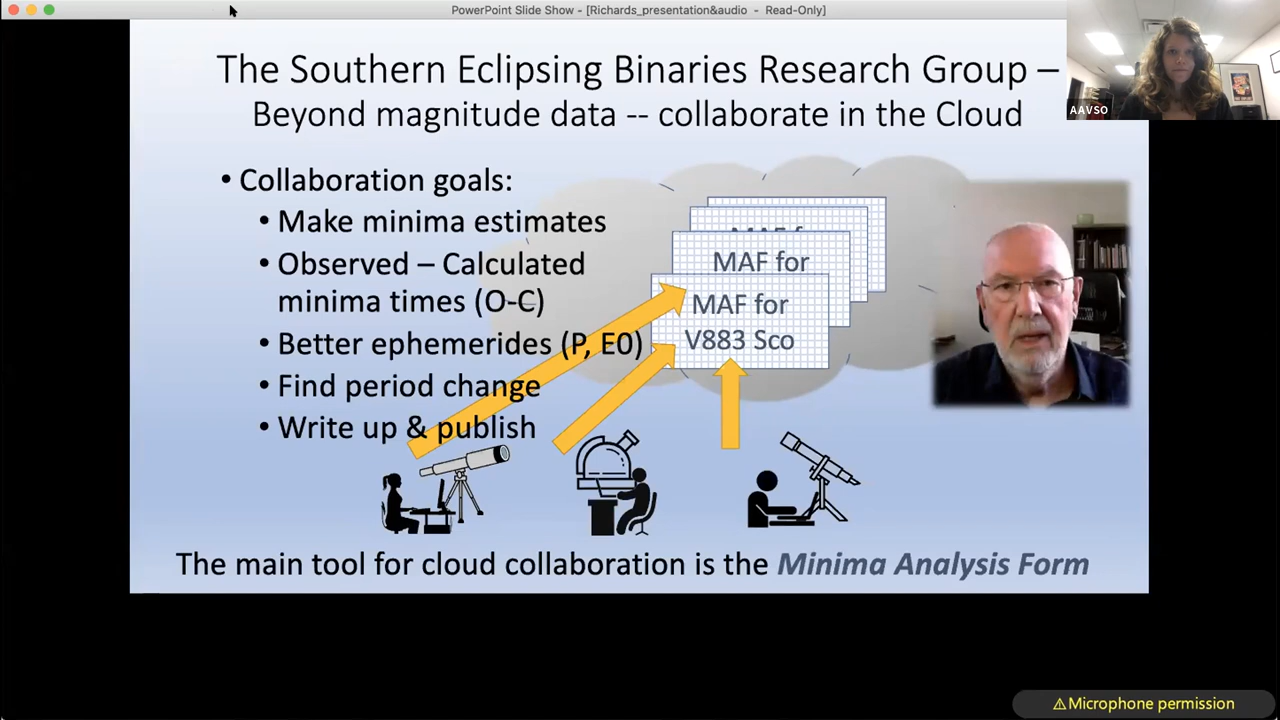 PowerPoint Slide Show - [Richards_presentation&audio - Read-Only]
The Southern Eclipsing Binaries Research Group –
Beyond magnitude data -- collaborate in the Cloud
AAVSO
• Collaboration goals:
• Make minima estimates
• Observed – Calculated
minima times (O-C)
• Better ephemerides (P, E0)
• Find period change
• Write up & publish
MAF for
MAF for
V883 Sco
The main tool for cloud collaboration is the Minima Analysis Form
⚠Microphone permission